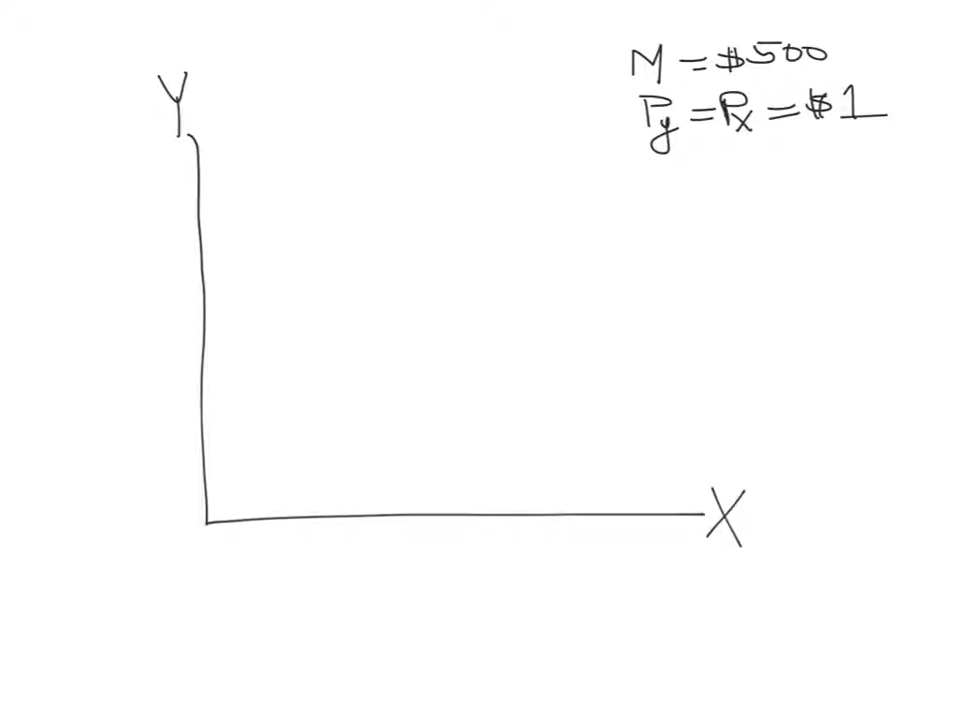 M = $500
Py = Px = $1
Y
X